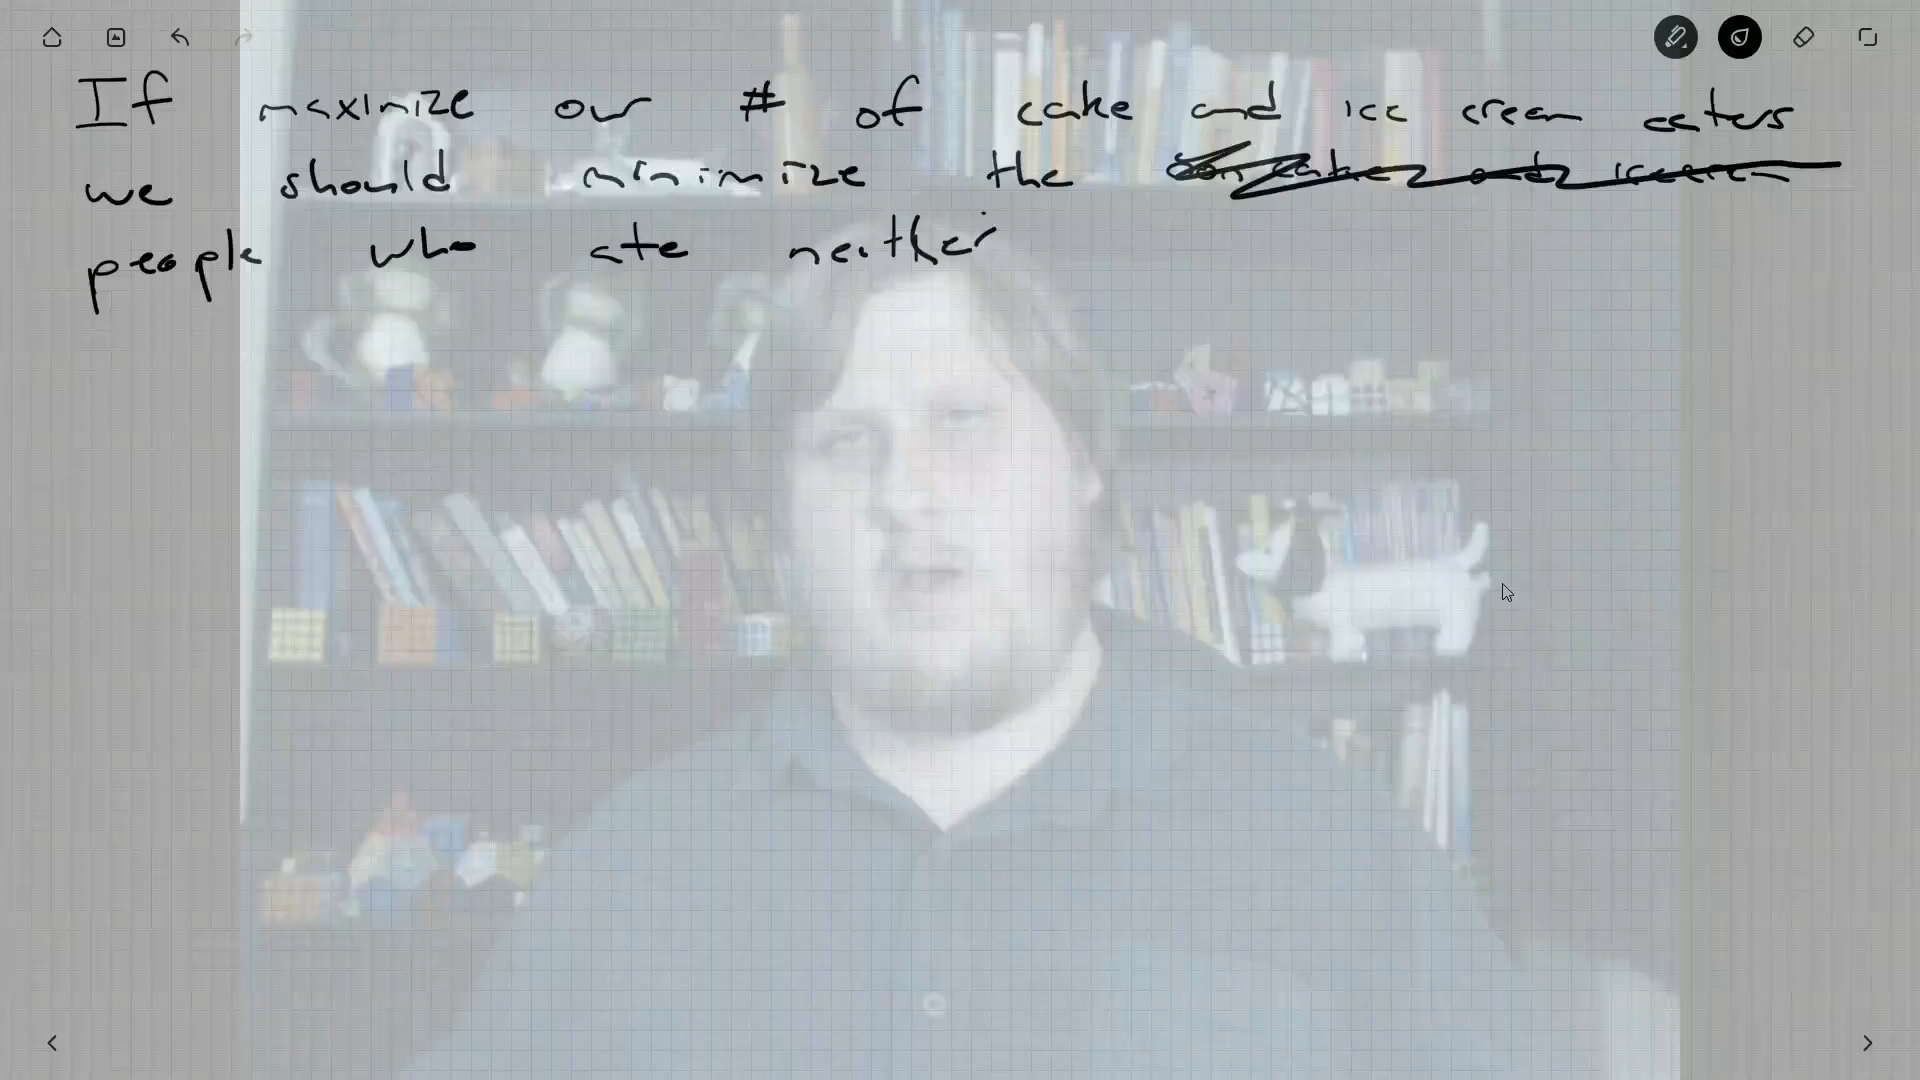 If maximize our # of cake and ice cream eaters
we should minimize the
people who ate neither